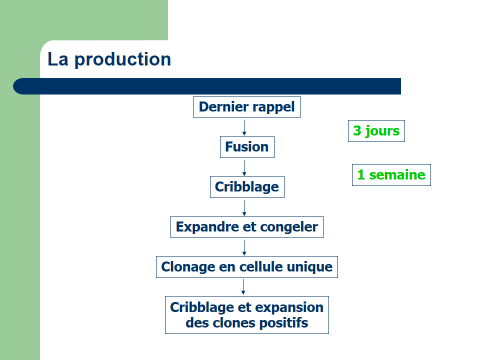 La production
Dernier rappel
3 jours
Fusion
1 semaine
Cribblage
Expandre et congeler
Clonage en cellule unique
Cribblage et expansion
des clones positifs